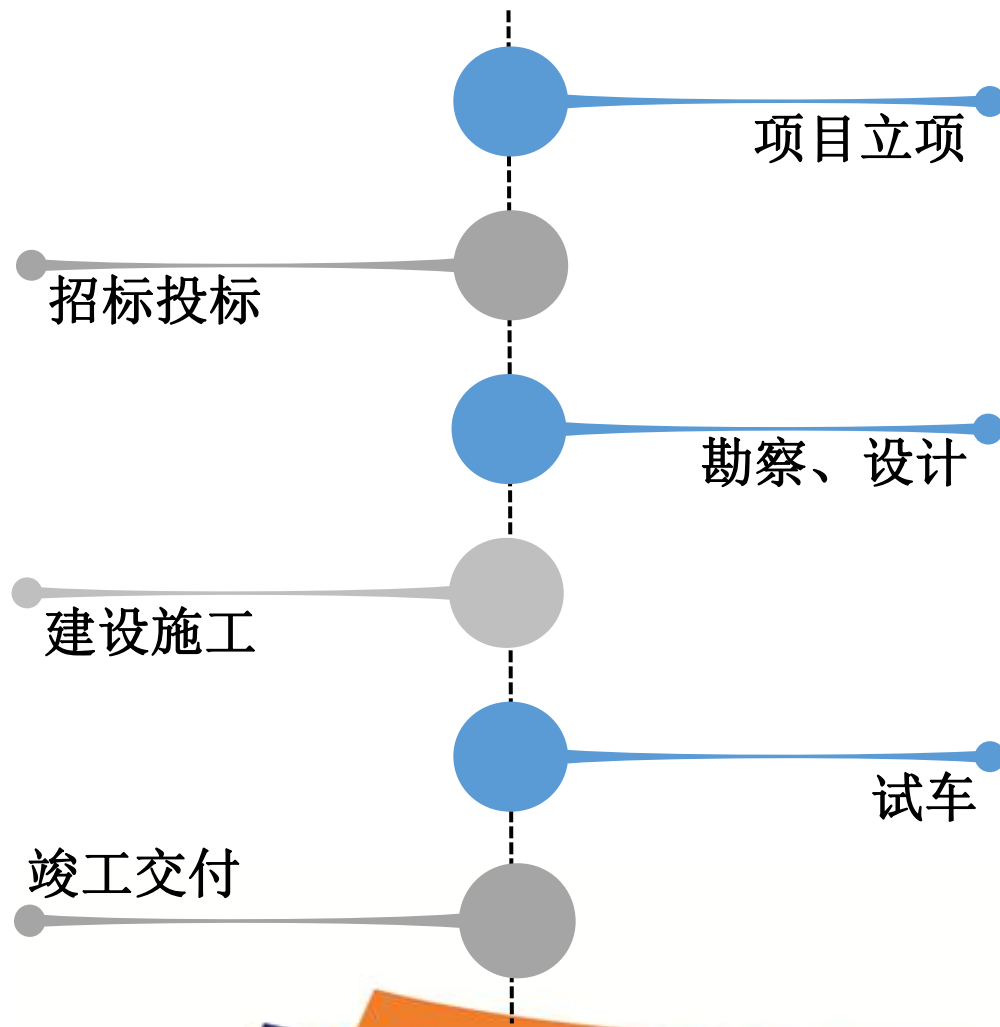 项目立项
招标投标
勘察、设计
建设施工
试车
竣工交付